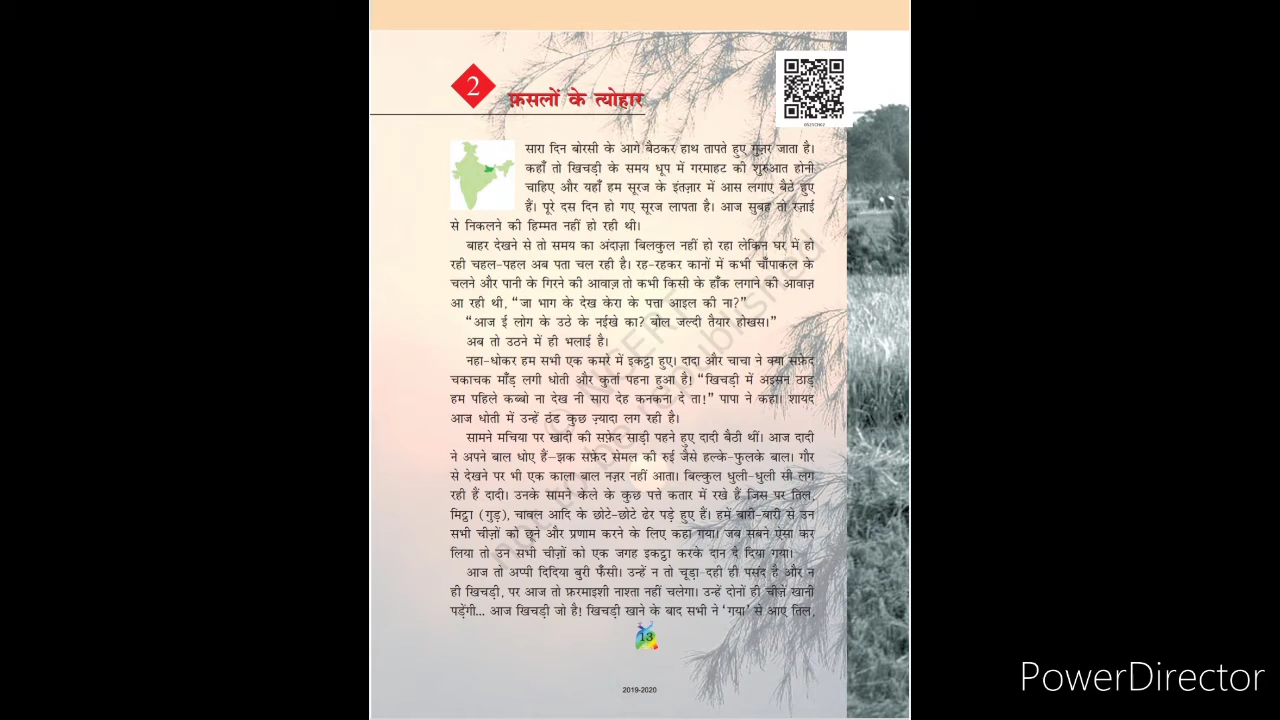 2
फ़सलों के त्योहार
0525CH02
सारा दिन बोरसी के आगे बैठकर हाथ तापते हुए गुज़र जाता है।
कहाँ तो खिचड़ी के समय धूप में गरमाहट की शुरुआत होनी
चाहिए और यहाँ हम सूरज के इंतज़ार में आस लगाए बैठे हुए
हैं। पूरे दस दिन हो गए सूरज लापता है। आज सुबह तो रज़ाई
से निकलने की हिम्मत नहीं हो रही थी।
बाहर देखने से तो समय का अंदाज़ा बिलकुल नहीं हो रहा लेकिन घर में हो
रही चहल-पहल अब पता चल रही है। रह-रहकर कानों में कभी चाँपाकल के
चलने और पानी के गिरने की आवाज़ तो कभी किसी के हाँक लगाने की आवाज़
आ रही थी, “जा भाग के देख केरा के पत्ता आइल की ना?”
“आज ई लोग के उठे के नईखे का? बोल जल्दी तैयार होखस।”
अब तो उठने में ही भलाई है।
नहा-धोकर हम सभी एक कमरे में इकट्ठा हुए। दादा और चाचा ने क्या सफ़ेद
चकाचक माँड़ लगी धोती और कुर्ता पहना हुआ है! “खिचड़ी में अइसन ठाड़
हम पहिले कब्बो ना देख नी सारा देह कनकना दे ता!” पापा ने कहा। शायद
आज धोती में उन्हें ठंड कुछ ज़्यादा लग रही है।
सामने मचिया पर खादी की सफ़ेद साड़ी पहने हुए दादी बैठी थीं। आज दादी
ने अपने बाल धोए हैं–झक सफ़ेद सेमल की रुई जैसे हल्के-फुलके बाल। गौर
से देखने पर भी एक काला बाल नज़र नहीं आता। बिल्कुल धुली-धुली सी लग
रही हैं दादी। उनके सामने केले के कुछ पत्ते कतार में रखे हैं जिस पर तिल,
मिट्ठा (गुड़), चावल आदि के छोटे-छोटे ढेर पड़े हुए हैं। हमें बारी-बारी से उन
सभी चीज़ों को छूने और प्रणाम करने के लिए कहा गया। जब सबने ऐसा कर
लिया तो उन सभी चीज़ों को एक जगह इकट्ठा करके दान दे दिया गया।
आज तो अप्पी दिदिया बुरी फँसी। उन्हें न तो चूड़ा-दही ही पसंद है और न
ही खिचड़ी, पर आज तो फ़रमाइशी नाश्ता नहीं चलेगा। उन्हें दोनों ही चीज़ें खानी
पड़ेंगी... आज खिचड़ी जो है! खिचड़ी खाने के बाद सभी ने ‘गया’ से आए तिल,
13
2019-2020
© NCERT
not to be republished
PowerDirector